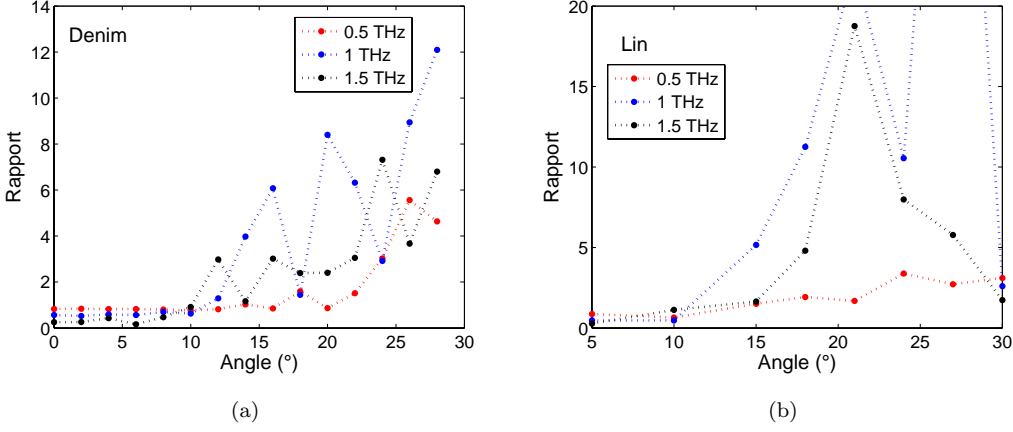 Denim
0.5 THz
1 THz
1.5 THz
14
12
10
8
6
4
2
0
Rapport
0 5 10 15 20 25 30
Angle (°)
(a)
Lin
0.5 THz
1 THz
1.5 THz
20
15
10
5
0
Rapport
5 10 15 20 25 30
Angle (°)
(b)